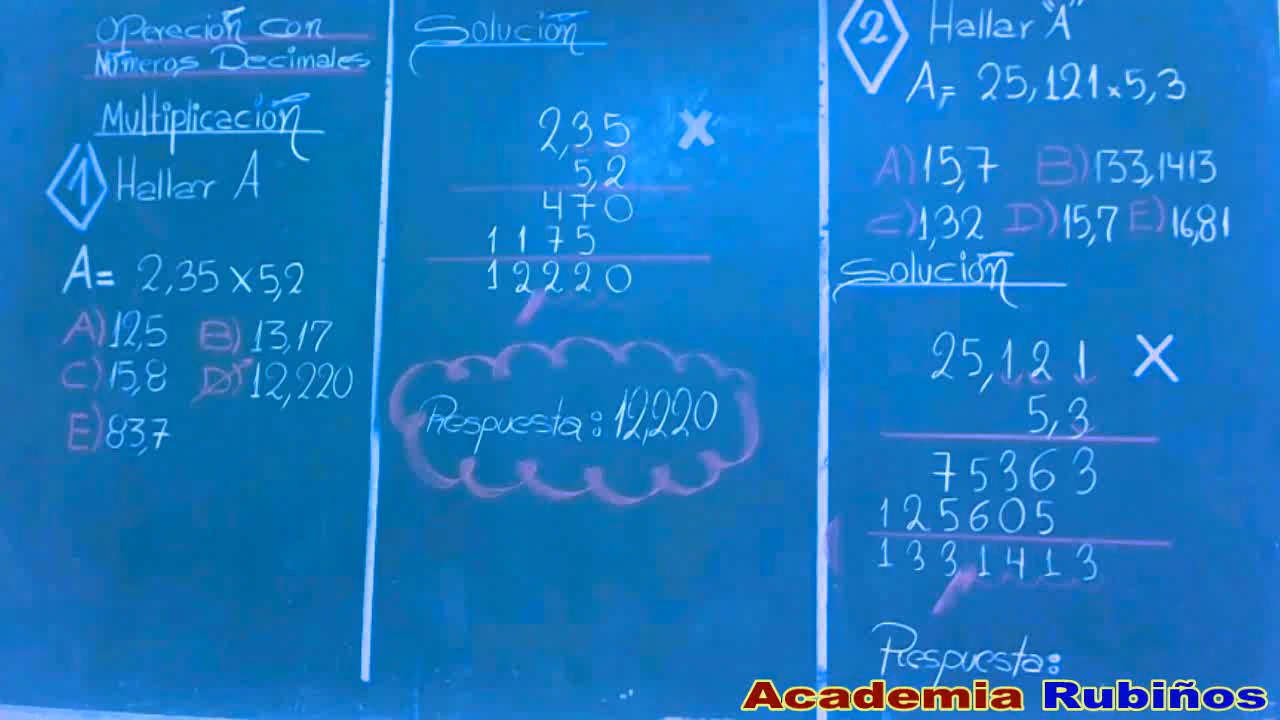 Operación con
Números Decimales
Multiplicación
1 Hallar A
A= 2,35 x 5,2
A) 12,5 B) 13,17
C) 15,8 D) 12,220
E) 83,7
Solución
2,35 X
5,2
470
1175
12220
Respuesta: 12,220
2 Hallar "A"
A= 25,121 x 5,3
A) 15,7 B) 133,1413
C) 1,32 D) 15,7 E) 16,81
Solución
25,121 X
5,3
75363
125605
1331413
Respuesta:
Academia Rubiños